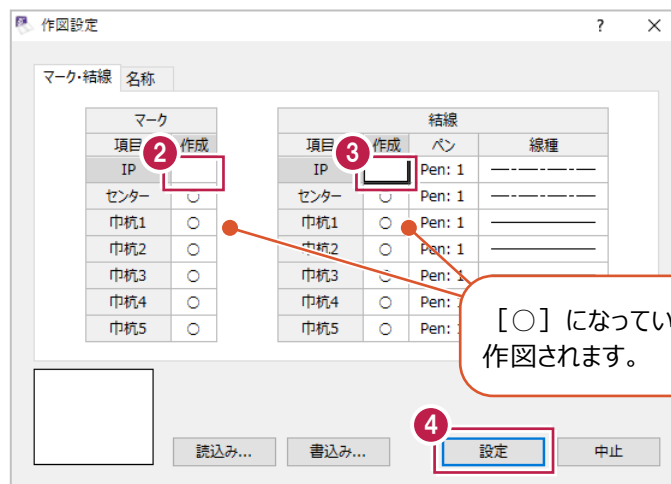 作図設定 ?
マーク・結線 名称
マーク
項目 作成
IP
センター ○
巾杭1 ○
巾杭2 ○
巾杭3 ○
巾杭4 ○
巾杭5 ○
2
結線
項目 作成 ペン 線種
IP Pen: 1
センター ○ Pen: 1
巾杭1 ○ Pen: 1
巾杭2 ○ Pen: 1
巾杭3 ○ Pen: 1
巾杭4 ○ Pen:
巾杭5 ○ Pen:
3
［○］になってい
作図されます。
4
読込み... 書込み... 設定 中止